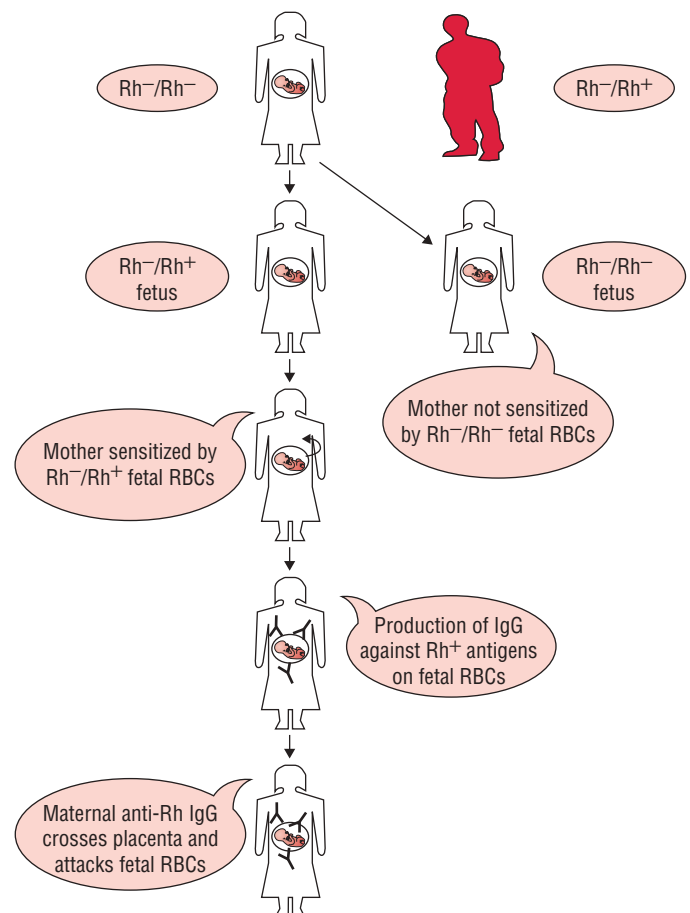 Rh–/Rh–
Rh–/Rh+
Rh–/Rh+
fetus
Rh–/Rh–
fetus
Mother not sensitized
by Rh–/Rh– fetal RBCs
Mother sensitized by
Rh–/Rh+ fetal RBCs
Production of IgG
against Rh+ antigens
on fetal RBCs
Maternal anti-Rh IgG
crosses placenta and
attacks fetal RBCs